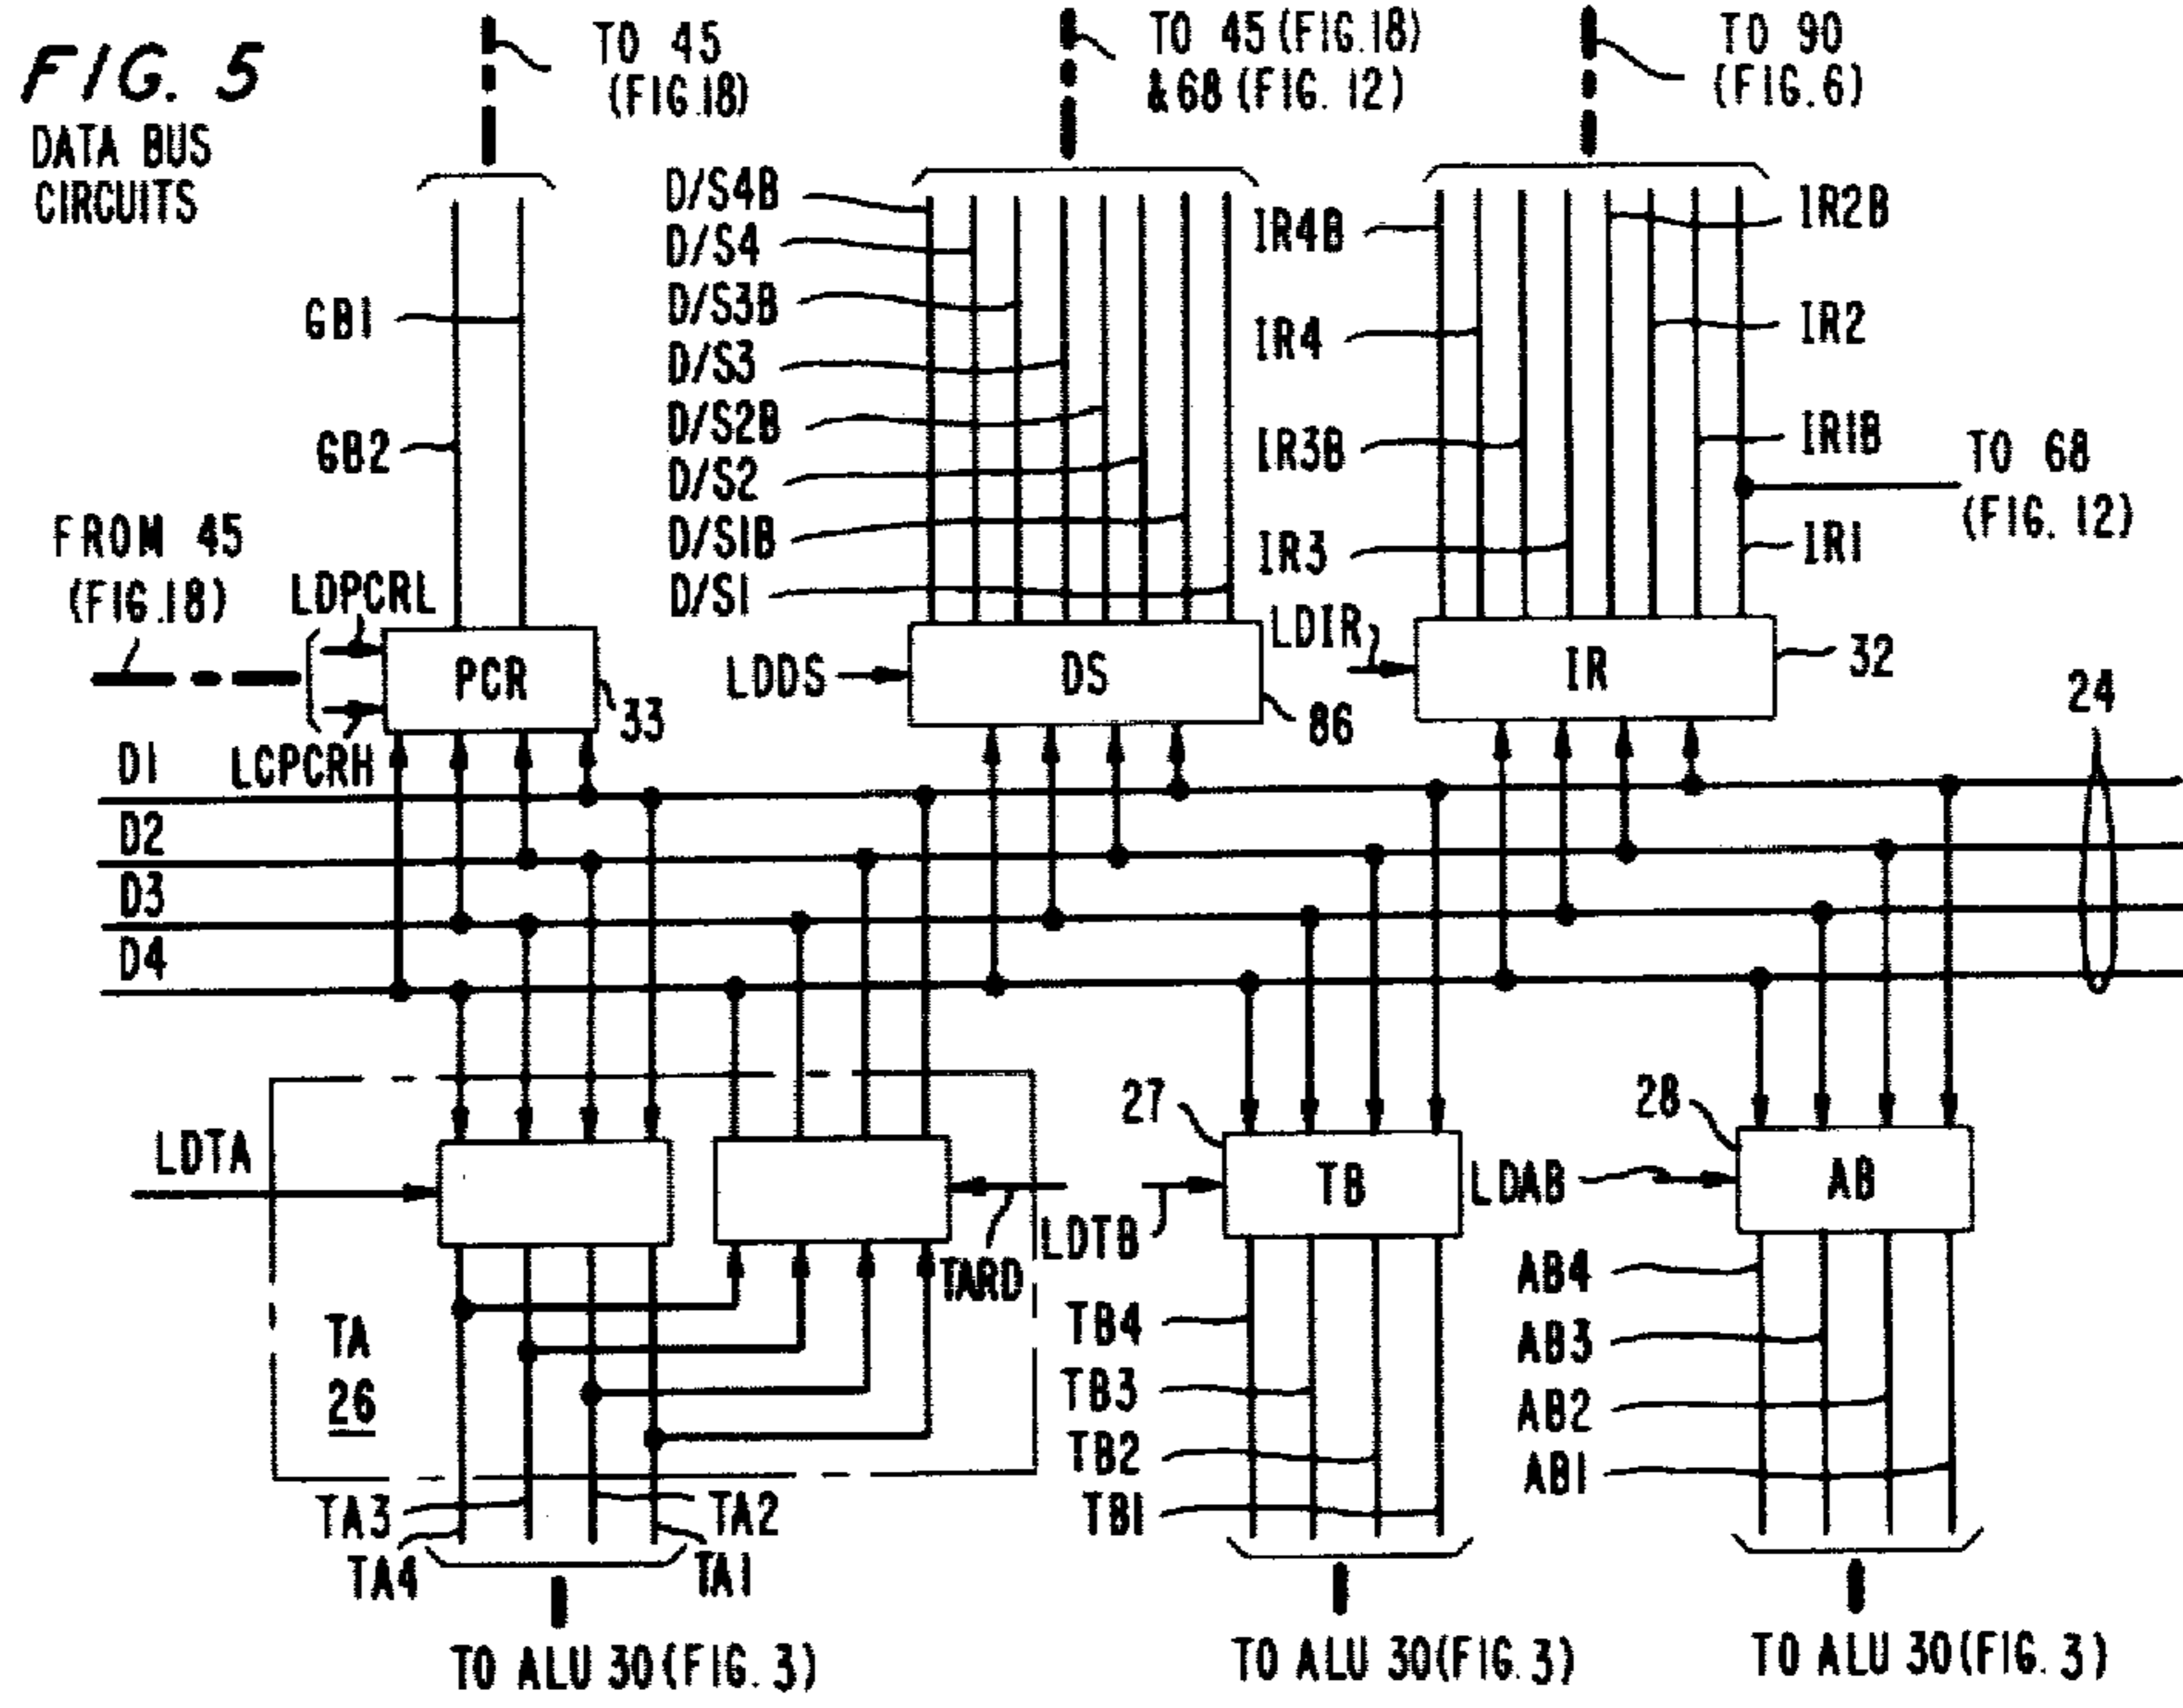 FIG. 5
DATA BUS
CIRCUITS
TO 45
(FIG.18)
TO 45 (FIG.18)
& 68 (FIG. 12)
TO 90
(FIG. 6)
GB1
GB2
D/S4B
D/S4
D/S3B
D/S3
D/S2B
D/S2
D/S1B
D/S1
IR4B
IR4
IR3B
IR3
IR2B
IR2
IR1B
IR1
TO 68
(FIG. 12)
FROM 45
(FIG.18)
LDPCRL
LCPCRH
PCR
33
LDDS
DS
86
LDIR
IR
32
24
D1
D2
D3
D4
LDTA
TARD
TA
26
27
LDTB
TB
28
LDAB
AB
TA3
TA4
TA2
TA1
TB4
TB3
TB2
TB1
AB4
AB3
AB2
AB1
TO ALU 30 (FIG. 3)
TO ALU 30 (FIG. 3)
TO ALU 30 (FIG. 3)